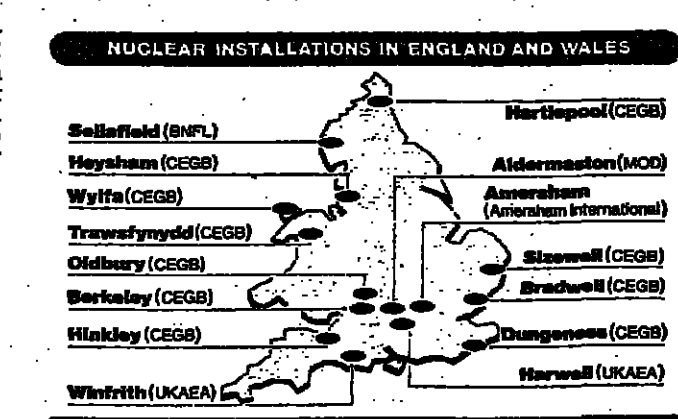 NUCLEAR INSTALLATIONS IN ENGLAND AND WALES
Sellafield (BNFL)
Heysham (CEGB)
Wylfa (CEGB)
Trawsfynydd (CEGB)
Oldbury (CEGB)
Berkeley (CEGB)
Hinkley (CEGB)
Winfrith (UKAEA)
Hartlepool (CEGB)
Aldermaston (MOD)
Amersham
(Amersham International)
Sizewell (CEGB)
Bradwell (CEGB)
Dungeness (CEGB)
Harwell (UKAEA)